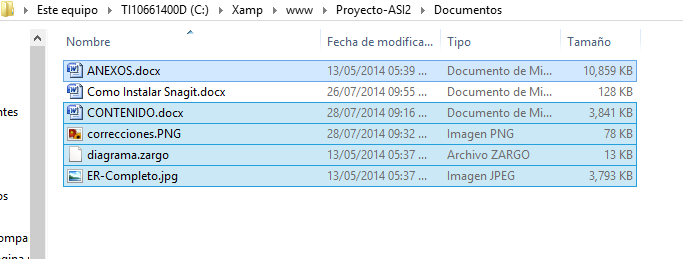 Este equipo TI10661400D (C:) Xamp www Proyecto-ASI2 Documentos
Nombre Fecha de modifica... Tipo Tamaño
ANEXOS.docx 13/05/2014 05:39 ... Documento de Mi... 10,859 KB
Como Instalar Snagit.docx 26/07/2014 09:55 ... Documento de Mi... 128 KB
ntes
CONTENIDO.docx 28/07/2014 09:16 ... Documento de Mi... 3,841 KB
correcciones.PNG 28/07/2014 09:32 ... Imagen PNG 78 KB
diagrama.zargo 13/05/2014 05:37 ... Archivo ZARGO 13 KB
ER-Completo.jpg 13/05/2014 05:37 ... Imagen JPEG 3,793 KB
os
ompa